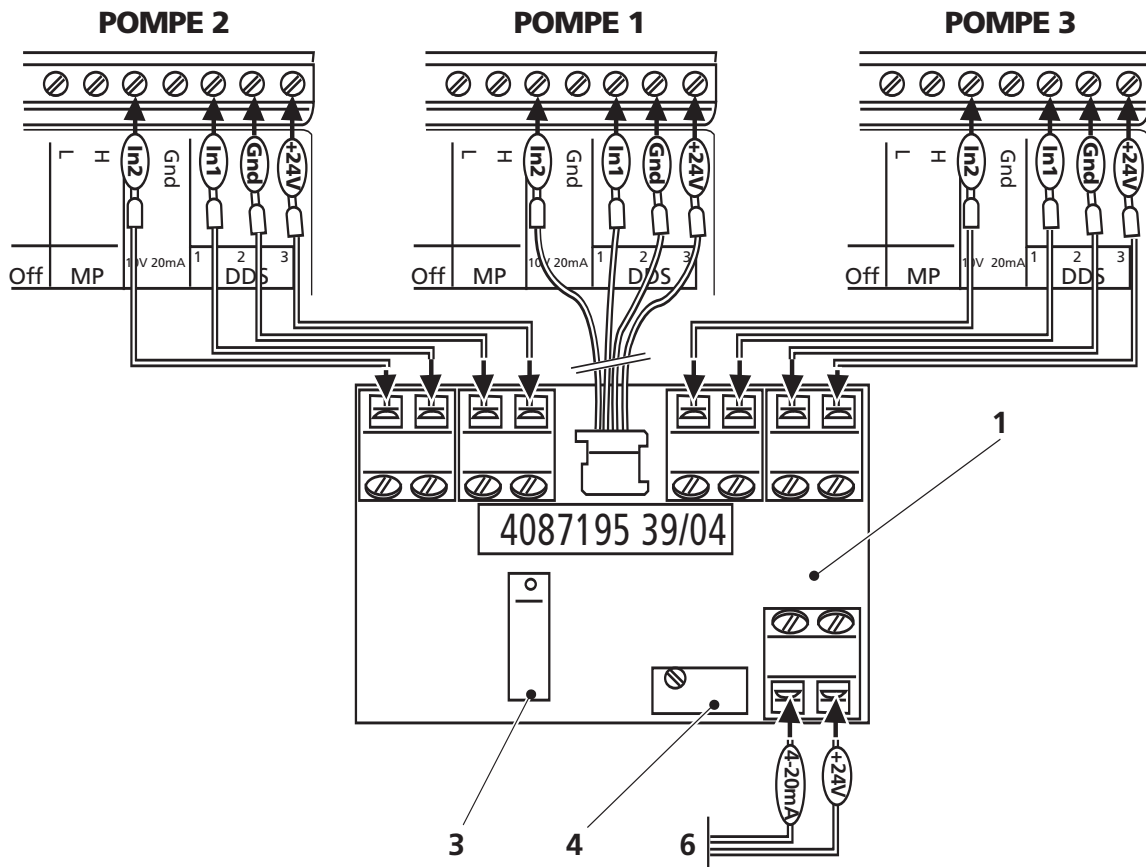 POMPE 2 POMPE 1 POMPE 3
L H In2 Gnd In1 Gnd +24V
Off MP 10V 20mA 1 2 3 DDS
L H In2 Gnd In1 Gnd +24V
Off MP 10V 20mA 1 2 3 DDS
L H In2 Gnd In1 Gnd +24V
Off MP 10V 20mA 1 2 3 DDS
1
4087195 39/04
4-20mA +24V
3 4 6